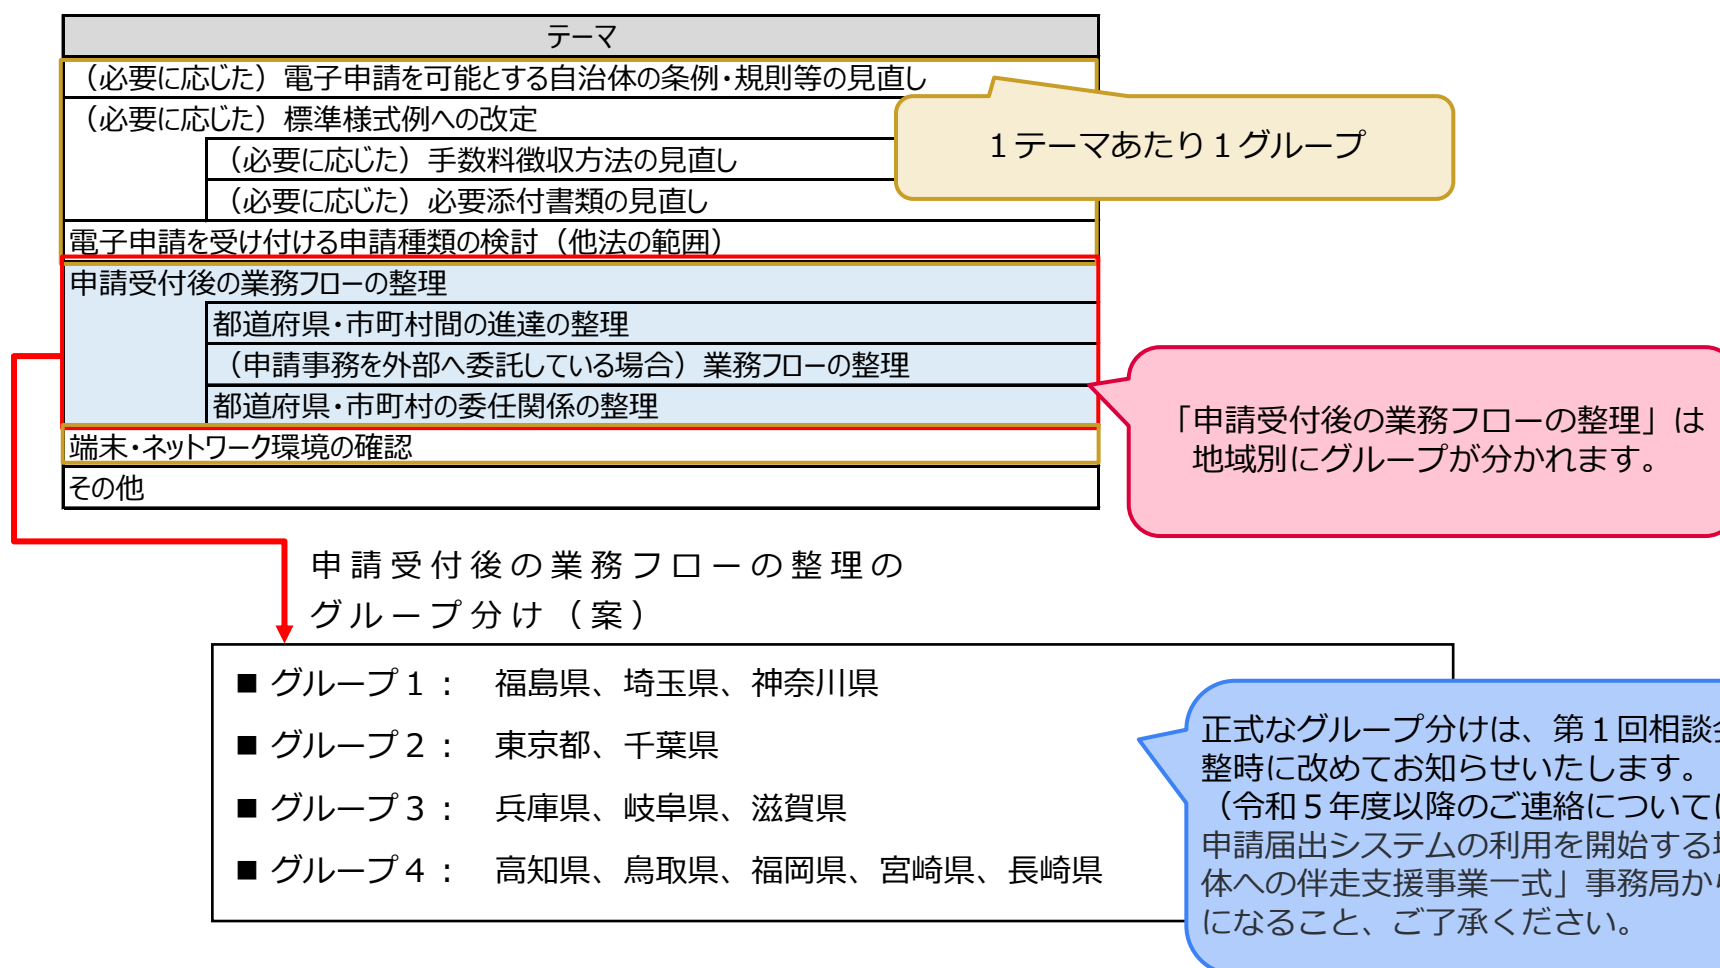 テーマ
（必要に応じた）電子申請を可能とする自治体の条例・規則等の見直し
（必要に応じた）標準様式例への改定
（必要に応じた）手数料徴収方法の見直し
（必要に応じた）必要添付書類の見直し
電子申請を受け付ける申請種類の検討（他法の範囲）
申請受付後の業務フローの整理
都道府県・市町村間の進達の整理
（申請事務を外部へ委託している場合）業務フローの整理
都道府県・市町村の委任関係の整理
端末・ネットワーク環境の確認
その他
１テーマあたり１グループ
「申請受付後の業務フローの整理」は
地域別にグループが分かれます。
申請受付後の業務フローの整理の
グループ分け（案）
■ グループ１：　福島県、埼玉県、神奈川県
■ グループ２：　東京都、千葉県
■ グループ３：　兵庫県、岐阜県、滋賀県
■ グループ４：　高知県、鳥取県、福岡県、宮崎県、長崎県
正式なグループ分けは、第１回相談
整時に改めてお知らせいたします。
（令和５年度以降のご連絡について
申請届出システムの利用を開始する
体への伴走支援事業一式」事務局か
になること、ご了承ください。